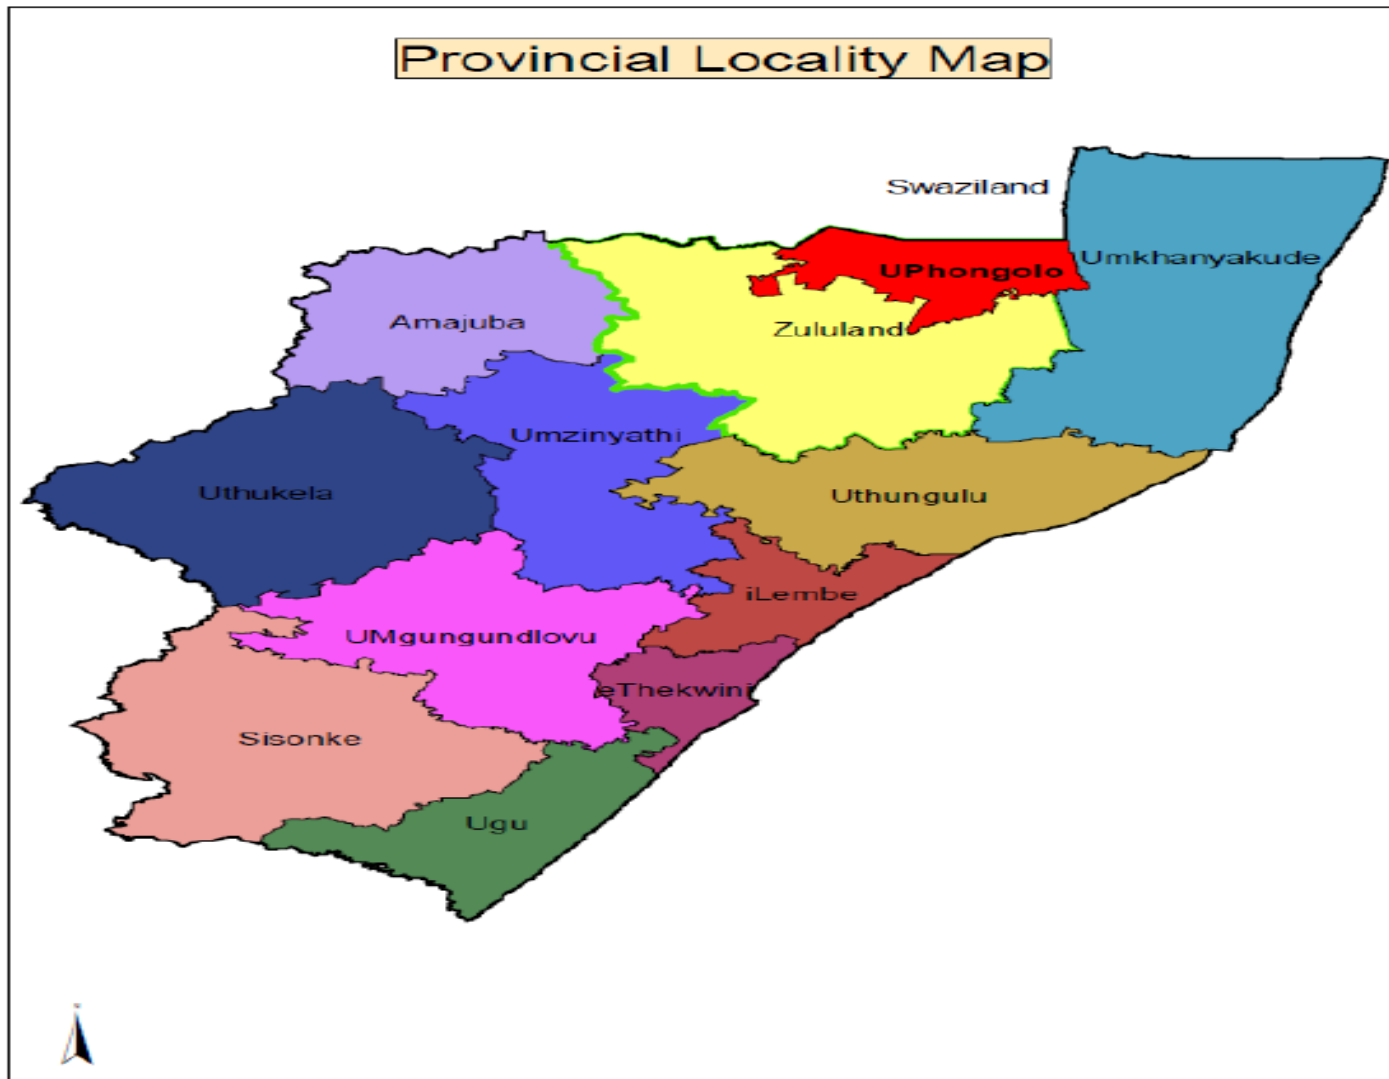 Provincial Locality Map
Swaziland
Umkhanyakude
UPhongolo
Amajuba
Zululand
Umzinyathi
Uthukela
Uthungulu
iLembe
UMgungundlovu
eThekwini
Sisonke
Ugu